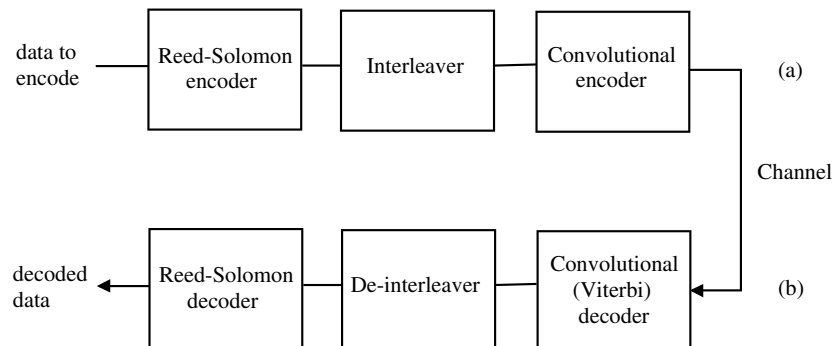 data to
encode
Reed-Solomon
encoder
Interleaver
Convolutional
encoder
(a)
Channel
decoded
data
Reed-Solomon
decoder
De-interleaver
Convolutional
(Viterbi)
decoder
(b)